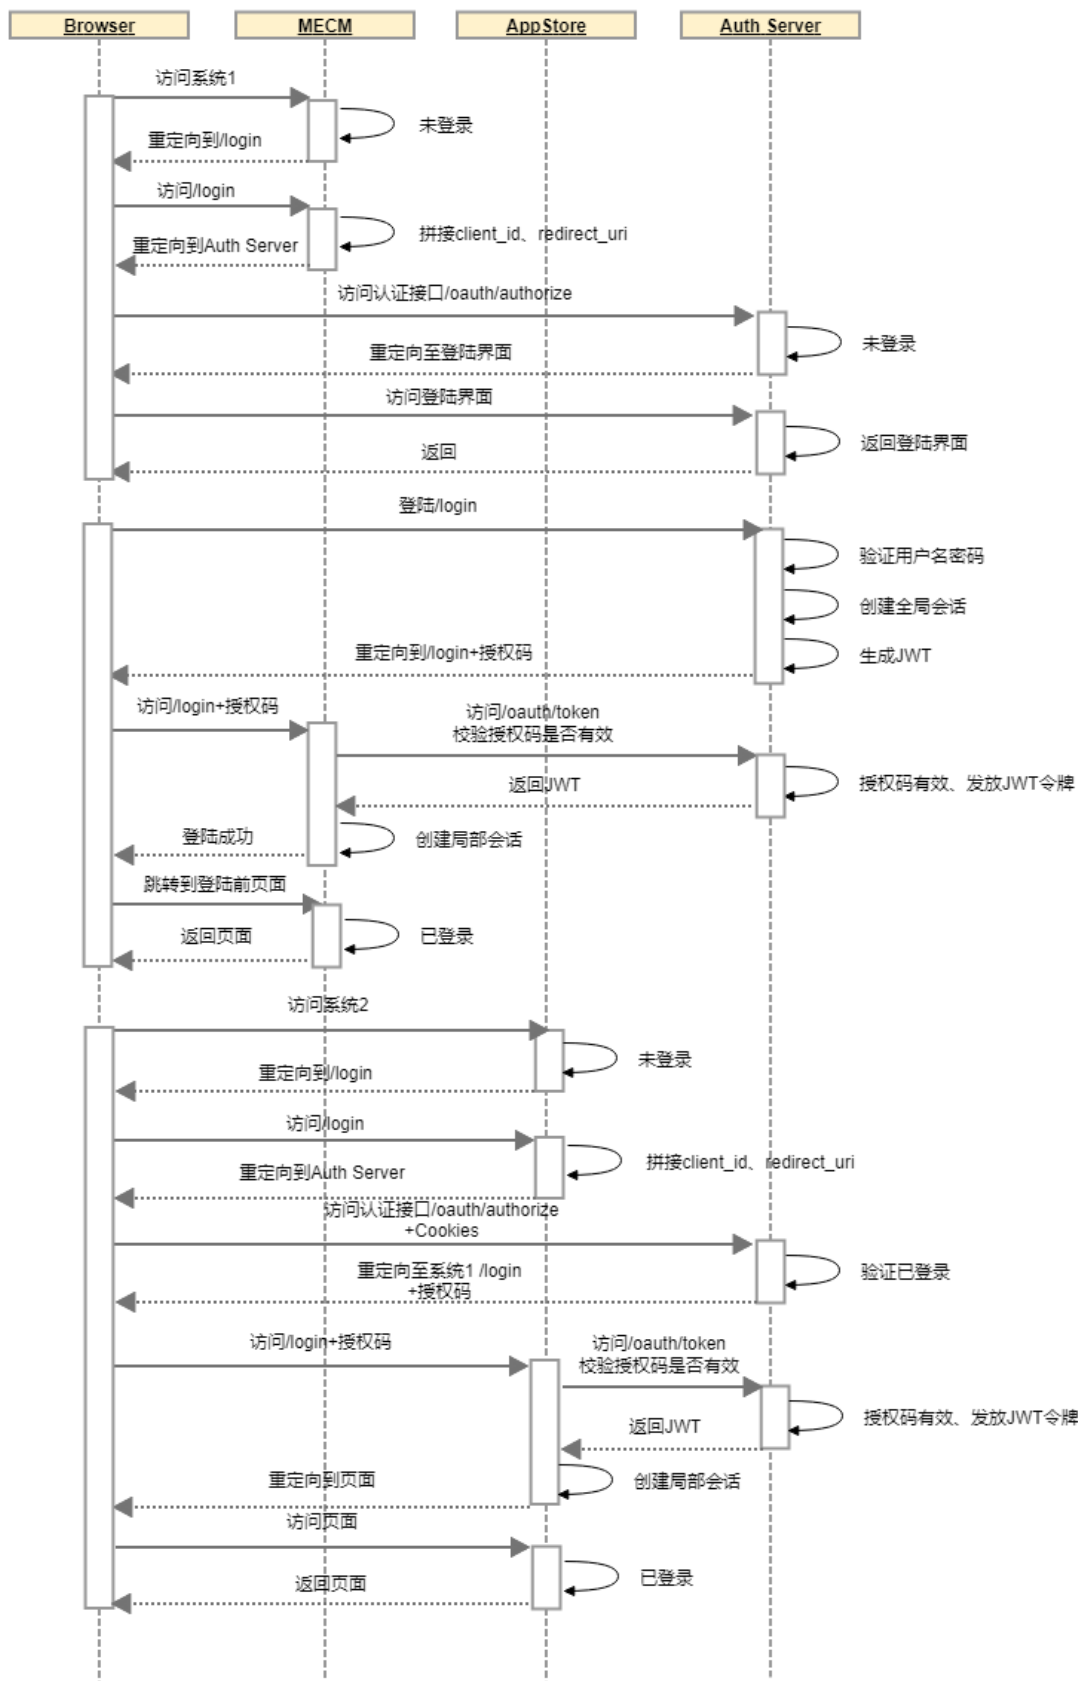 Browser
MECM
AppStore
Auth Server
访问系统1
未登录
重定向到/login
访问/login
拼接client_id、redirect_uri
重定向到Auth Server
访问认证接口/oauth/authorize
未登录
重定向至登陆界面
访问登陆界面
返回登陆界面
返回
登陆/login
验证用户名密码
创建全局会话
重定向到/login+授权码
生成JWT
访问/login+授权码
访问/oauth/token
校验授权码是否有效
返回JWT
授权码有效、发放JWT令牌
登陆成功
创建局部会话
跳转到登陆前页面
返回页面
已登录
访问系统2
未登录
重定向到/login
访问/login
拼接client_id、redirect_uri
重定向到Auth Server
访问认证接口/oauth/authorize
+Cookies
重定向至系统1 /login
+授权码
验证已登录
访问/login+授权码
访问/oauth/token
校验授权码是否有效
授权码有效、发放JWT令牌
返回JWT
重定向到页面
创建局部会话
访问页面
返回页面
已登录